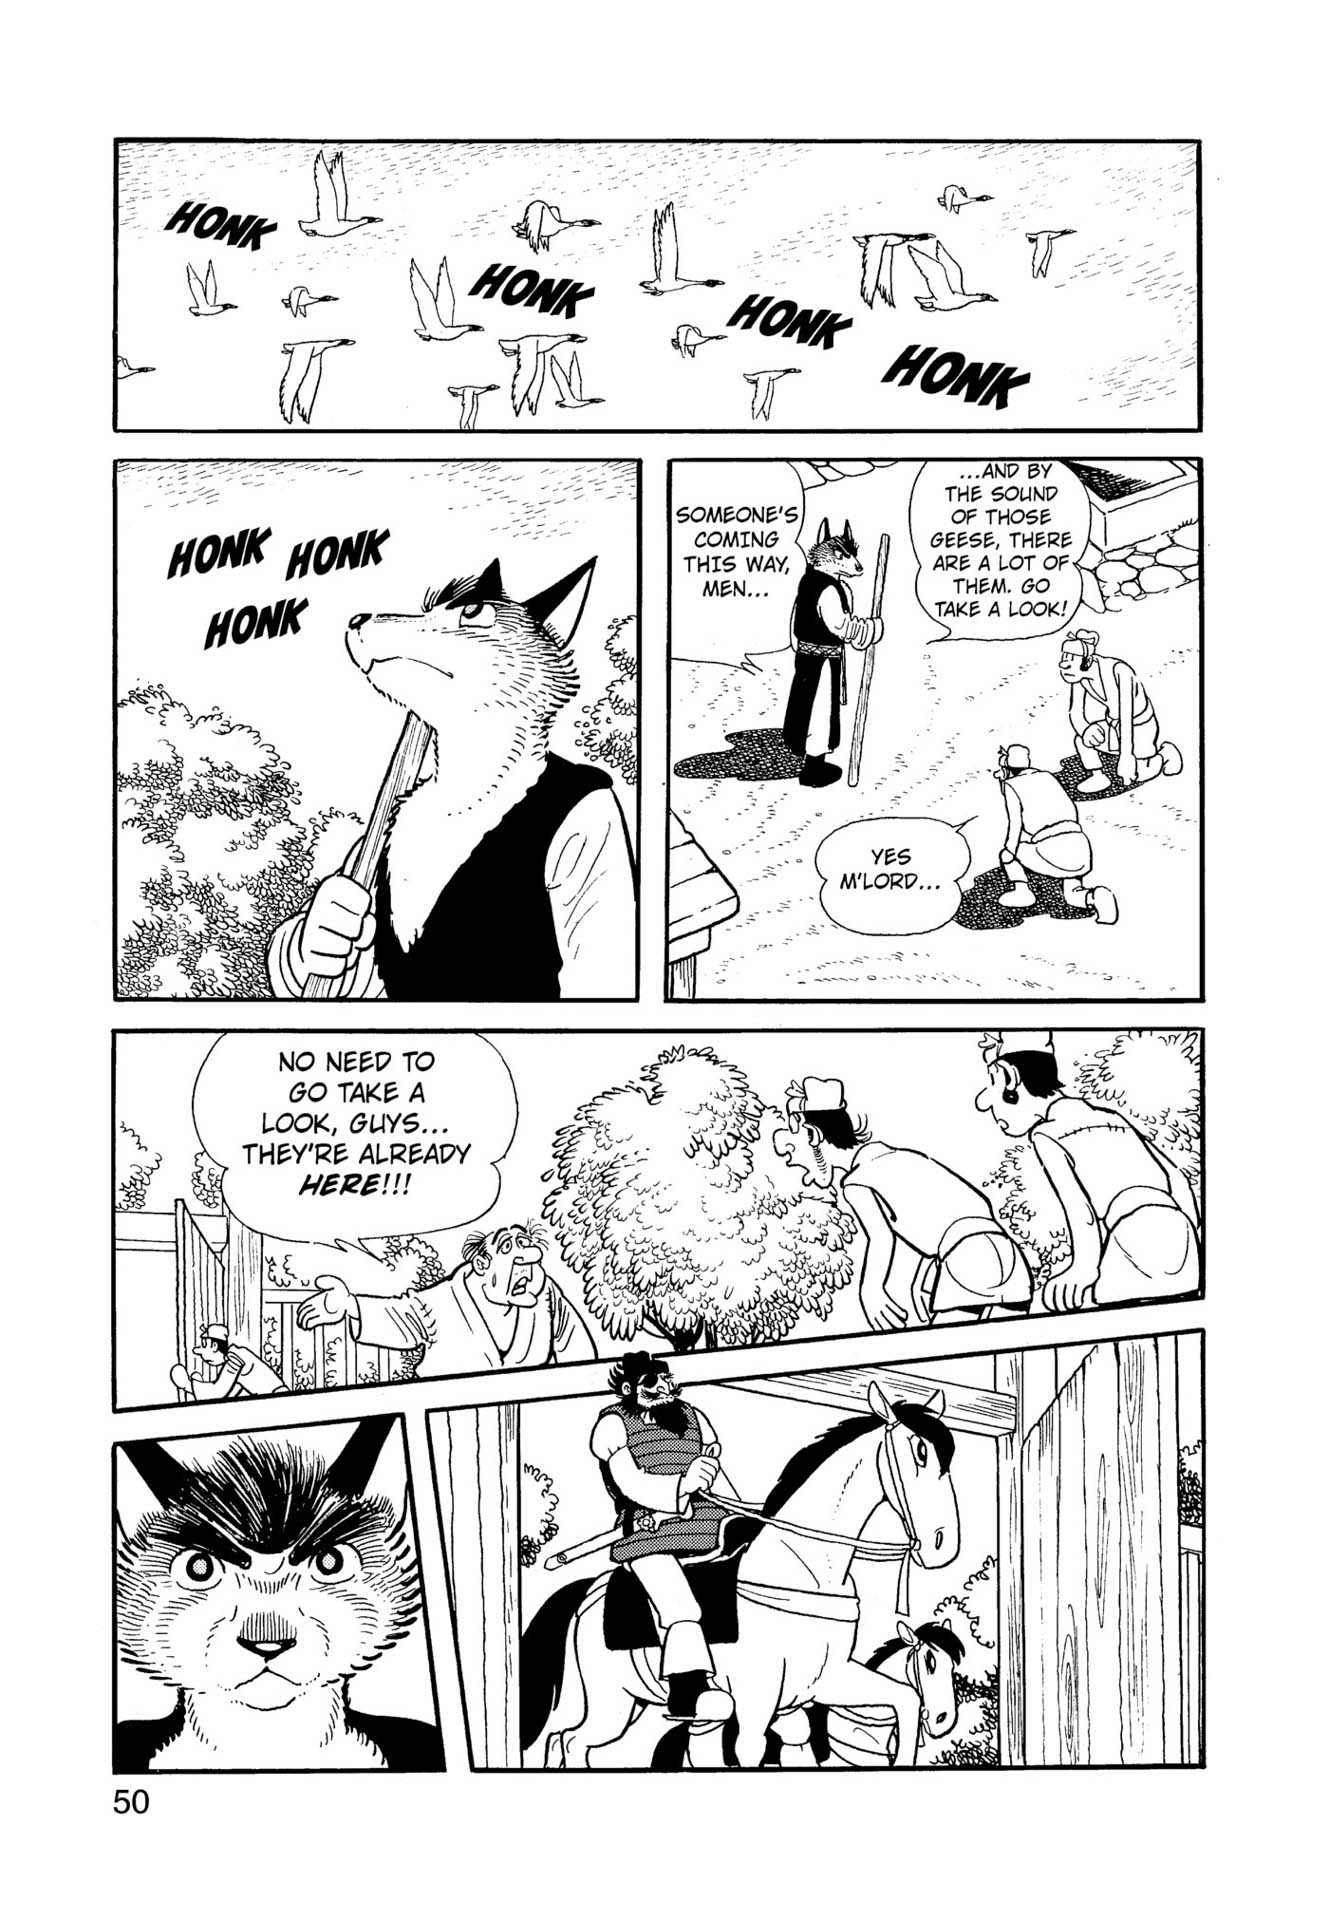 HONK
HONK
HONK
HONK
HONK HONK
HONK
SOMEONE'S
COMING
THIS WAY,
MEN...
...AND BY
THE SOUND
OF THOSE
GEESE, THERE
ARE A LOT OF
THEM. GO
TAKE A LOOK!
YES
M'LORD...
NO NEED TO
GO TAKE A
LOOK, GUYS...
THEY'RE ALREADY
HERE!!!
50